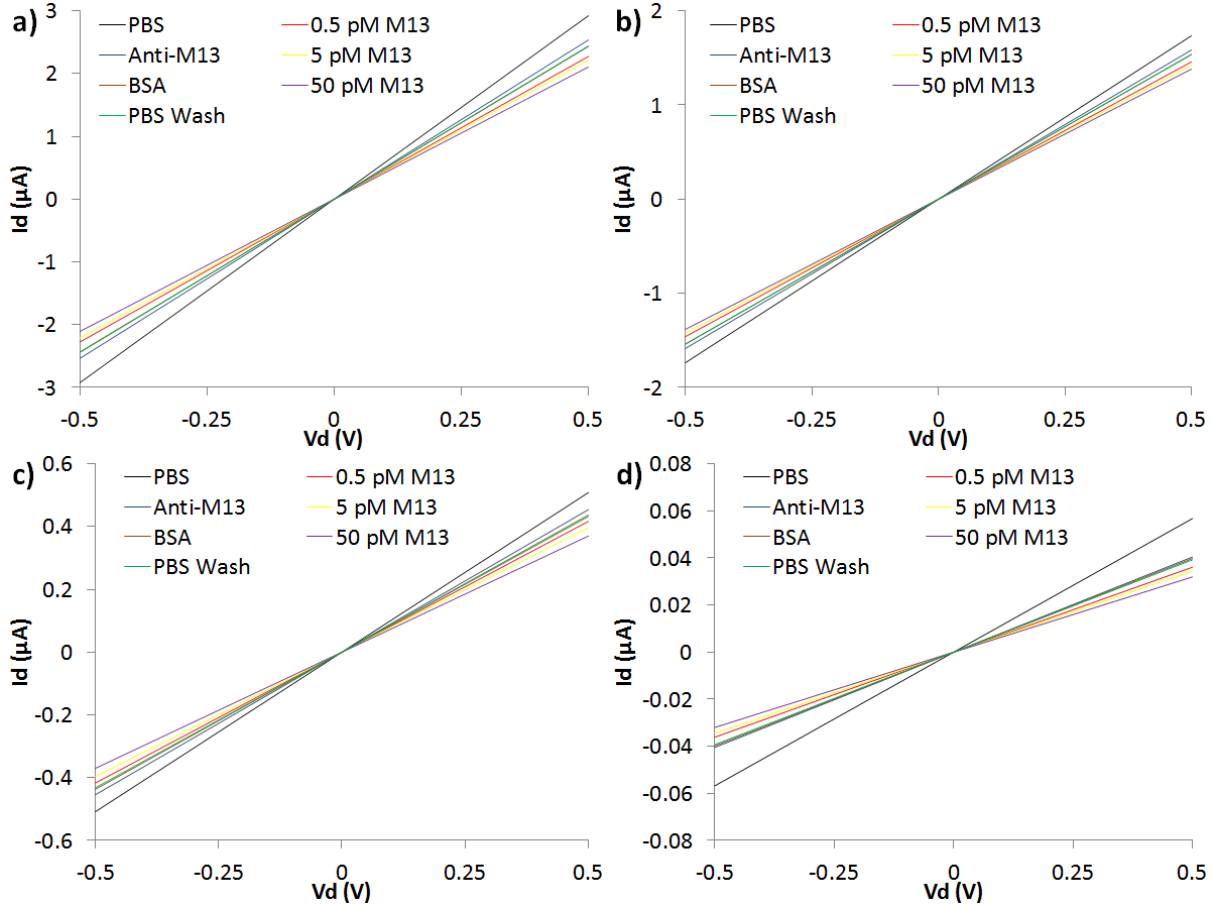 a)
3
2
1
0
-1
-2
-3
PBS
0.5 pM M13
Anti-M13
5 pM M13
BSA
50 pM M13
PBS Wash
Id (µA)
-0.5
-0.25
0
0.25
0.5
Vd (V)
b)
2
1
0
-1
-2
PBS
0.5 pM M13
Anti-M13
5 pM M13
BSA
50 pM M13
PBS Wash
Id (µA)
-0.5
-0.25
0
0.25
0.5
Vd (V)
c)
0.6
0.4
0.2
0
-0.2
-0.4
-0.6
PBS
0.5 pM M13
Anti-M13
5 pM M13
BSA
50 pM M13
PBS Wash
Id (µA)
-0.5
-0.25
0
0.25
0.5
Vd (V)
d)
0.08
0.06
0.04
0.02
0
-0.02
-0.04
-0.06
-0.08
PBS
0.5 pM M13
Anti-M13
5 pM M13
BSA
50 pM M13
PBS Wash
Id (µA)
-0.5
-0.25
0
0.25
0.5
Vd (V)